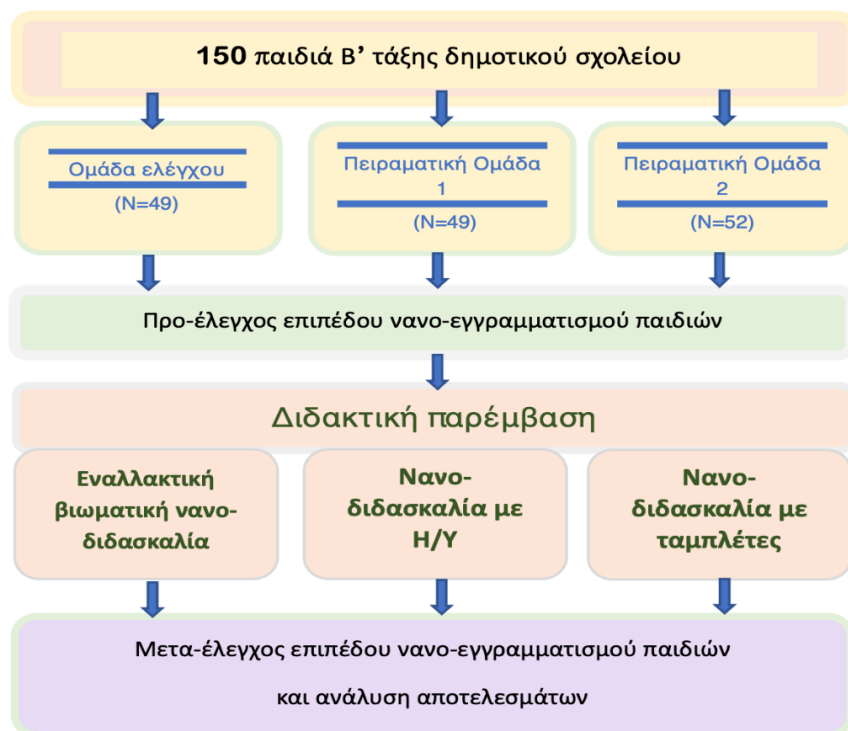 150 παιδιά Β’ τάξης δημοτικού σχολείου
Ομάδα ελέγχου
(N=49)
Πειραματική Ομάδα
1
(N=49)
Πειραματική Ομάδα
2
(N=52)
Προ-έλεγχος επιπέδου νανο-εγγραμματισμού παιδιών
Διδακτική παρέμβαση
Εναλλακτική
βιωματική νανο-
διδασκαλία
Νανο-
διδασκαλία με
Η/Υ
Νανο-
διδασκαλία με
ταμπλέτες
Μετα-έλεγχος επιπέδου νανο-εγγραμματισμού παιδιών
και ανάλυση αποτελεσμάτων